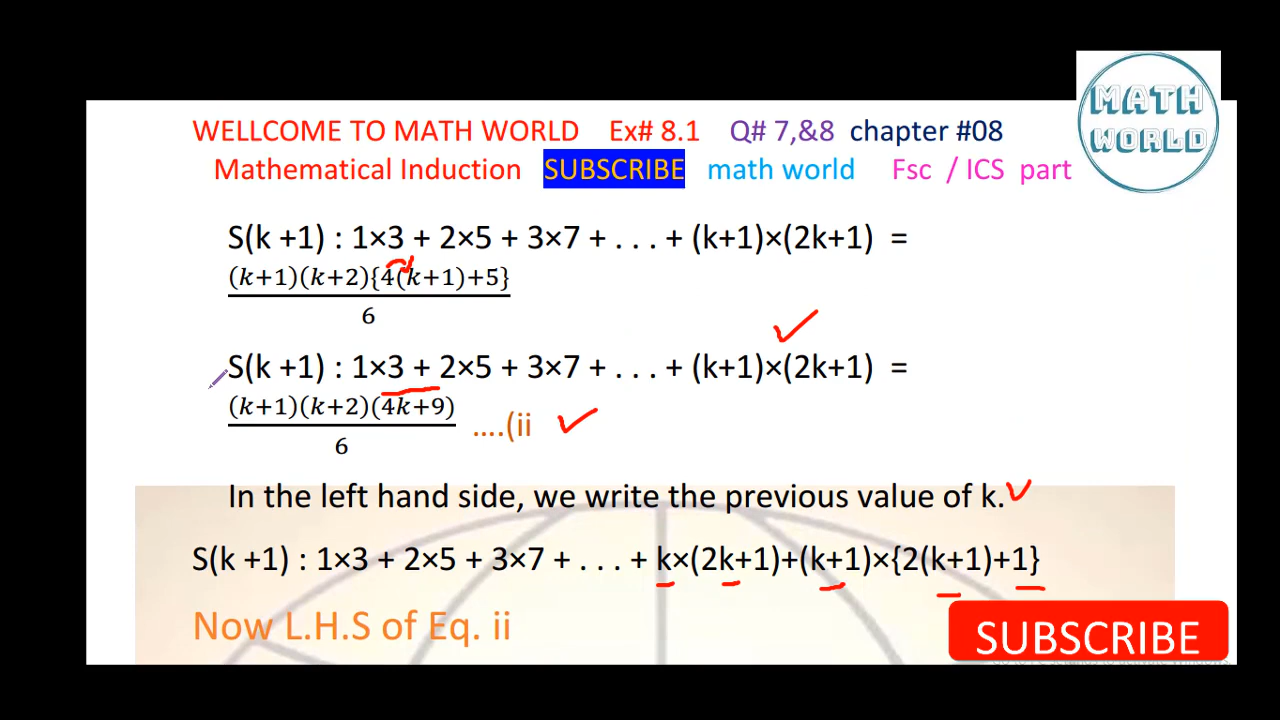 MATH
WORLD
WELLCOME TO MATH WORLD Ex# 8.1 Q# 7,&8 chapter #08
Mathematical Induction SUBSCRIBE math world Fsc / ICS part
S(k +1) : 1×3 + 2×5 + 3×7 + . . . + (k+1)×(2k+1) =
(k+1)(k+2){4(k+1)+5}
6
S(k +1) : 1×3 + 2×5 + 3×7 + . . . + (k+1)×(2k+1) =
(k+1)(k+2)(4k+9)
6 ....(ii
In the left hand side, we write the previous value of k.
S(k +1) : 1×3 + 2×5 + 3×7 + . . . + k×(2k+1)+(k+1)×{2(k+1)+1}
Now L.H.S of Eq. ii
SUBSCRIBE